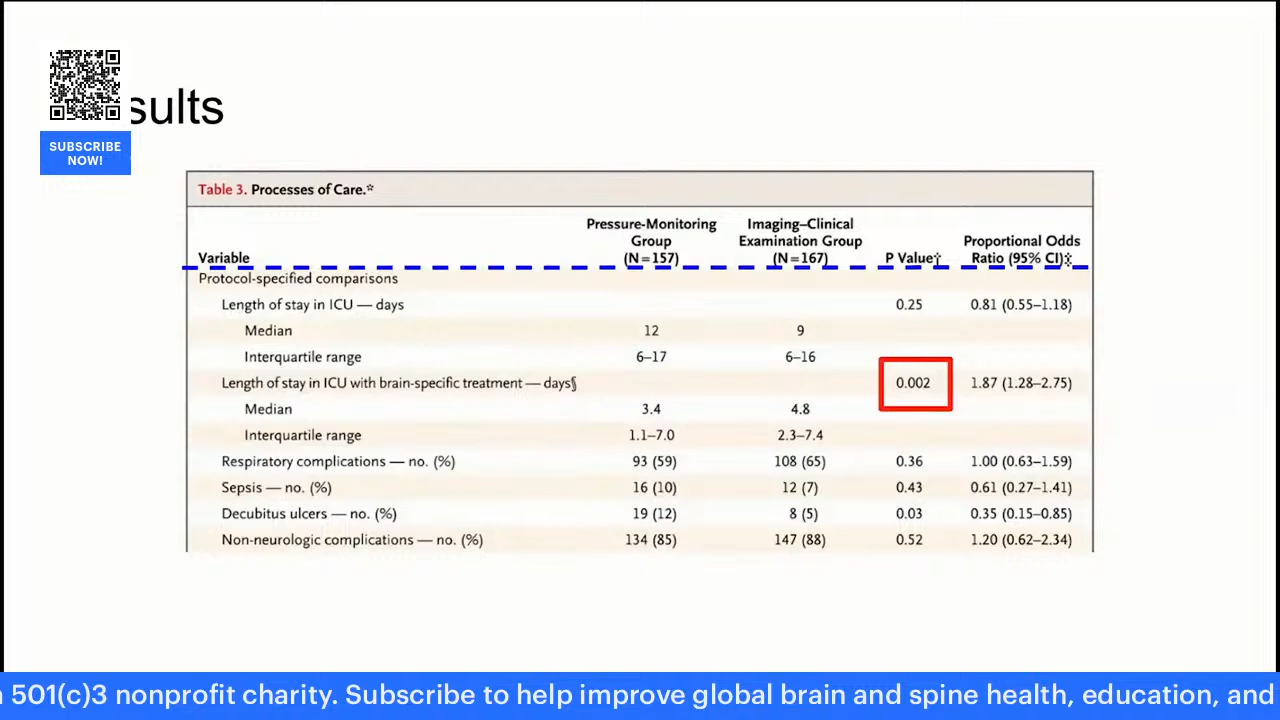 sults
SUBSCRIBE
NOW!
Table 3. Processes of Care.*
Variable Pressure-Monitoring Group (N=157) Imaging–Clinical Examination Group (N=167) P Value† Proportional Odds Ratio (95% CI)‡
Protocol-specified comparisons
Length of stay in ICU — days 0.25 0.81 (0.55–1.18)
Median 12 9
Interquartile range 6–17 6–16
Length of stay in ICU with brain-specific treatment — days§ 0.002 1.87 (1.28–2.75)
Median 3.4 4.8
Interquartile range 1.1–7.0 2.3–7.4
Respiratory complications — no. (%) 93 (59) 108 (65) 0.36 1.00 (0.63–1.59)
Sepsis — no. (%) 16 (10) 12 (7) 0.43 0.61 (0.27–1.41)
Decubitus ulcers — no. (%) 19 (12) 8 (5) 0.03 0.35 (0.15–0.85)
Non-neurologic complications — no. (%) 134 (85) 147 (88) 0.52 1.20 (0.62–2.34)
501(c)3 nonprofit charity. Subscribe to help improve global brain and spine health, education, and